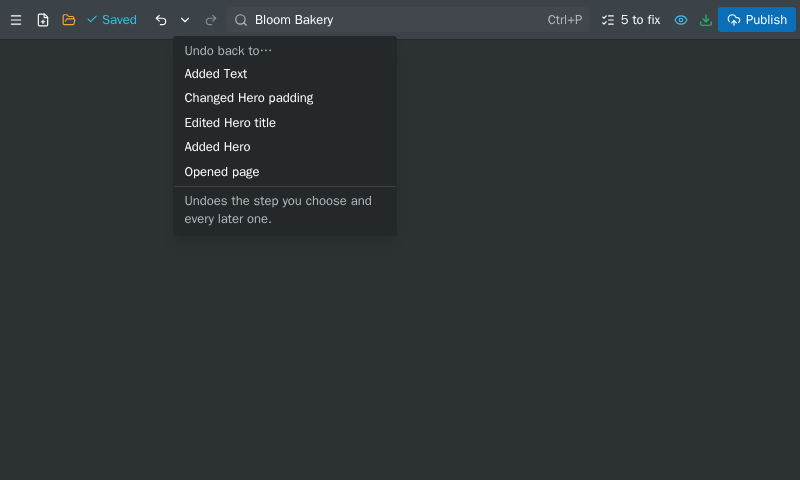 Saved
Bloom Bakery
Ctrl+P
5 to fix
Publish
Undo back to⋯
Added Text
Changed Hero padding
Edited Hero title
Added Hero
Opened page
Undoes the step you choose and
every later one.